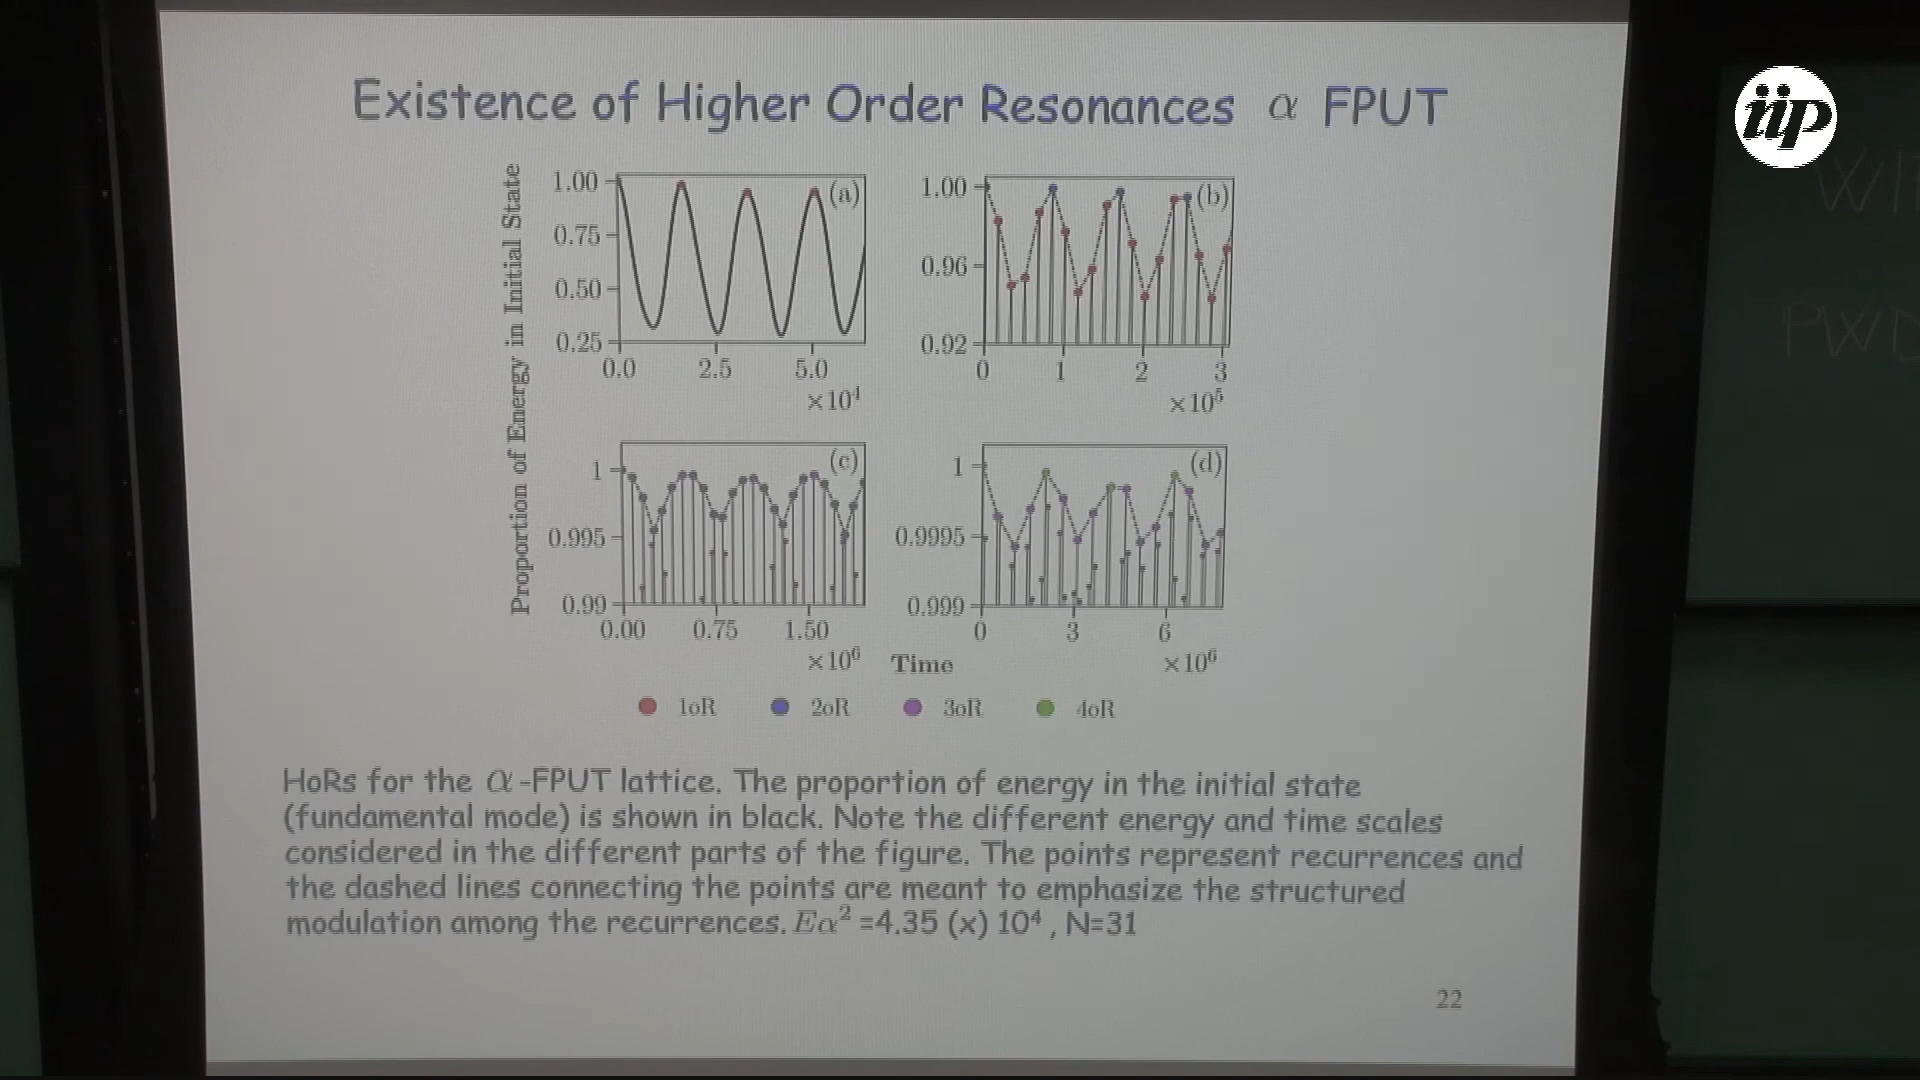 iip
Existence of Higher Order Resonances α FPUT
Proportion of Energy in Initial State
1.00
0.75
0.50
0.25
(a)
0.0 2.5 5.0
×10⁴
1.00
0.96
0.92
(b)
0 1 2 3
×10⁵
1
0.995
0.99
(c)
0.00 0.75 1.50
×10⁶
1
0.9995
0.999
(d)
0 3 6
×10⁶
Time
1oR 2oR 3oR 4oR
HoRs for the α-FPUT lattice. The proportion of energy in the initial state
(fundamental mode) is shown in black. Note the different energy and time scales
considered in the different parts of the figure. The points represent recurrences and
the dashed lines connecting the points are meant to emphasize the structured
modulation among the recurrences. Eα² =4.35 (x) 10⁴ , N=31
22